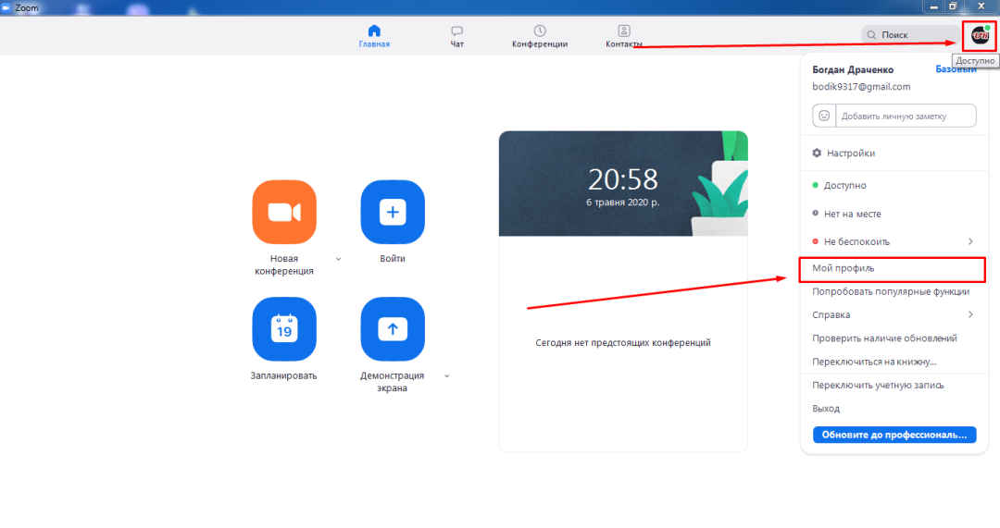 Zoom
Главная
Чат
Конференции
Контакты
Поиск
Доступно
Богдан Драченко
Базовый
bodik9317@gmail.com
Добавить личную заметку
Настройки
Доступно
Нет на месте
Не беспокоить
Мой профиль
Попробовать популярные функции
Справка
Проверить наличие обновлений
Переключиться на книжну...
Переключить учетную запись
Выход
Обновите до профессиональ...
20:58
6 травня 2020 р.
Сегодня нет предстоящих конференций
Новая
конференция
Войти
19
Запланировать
Демонстрация
экрана